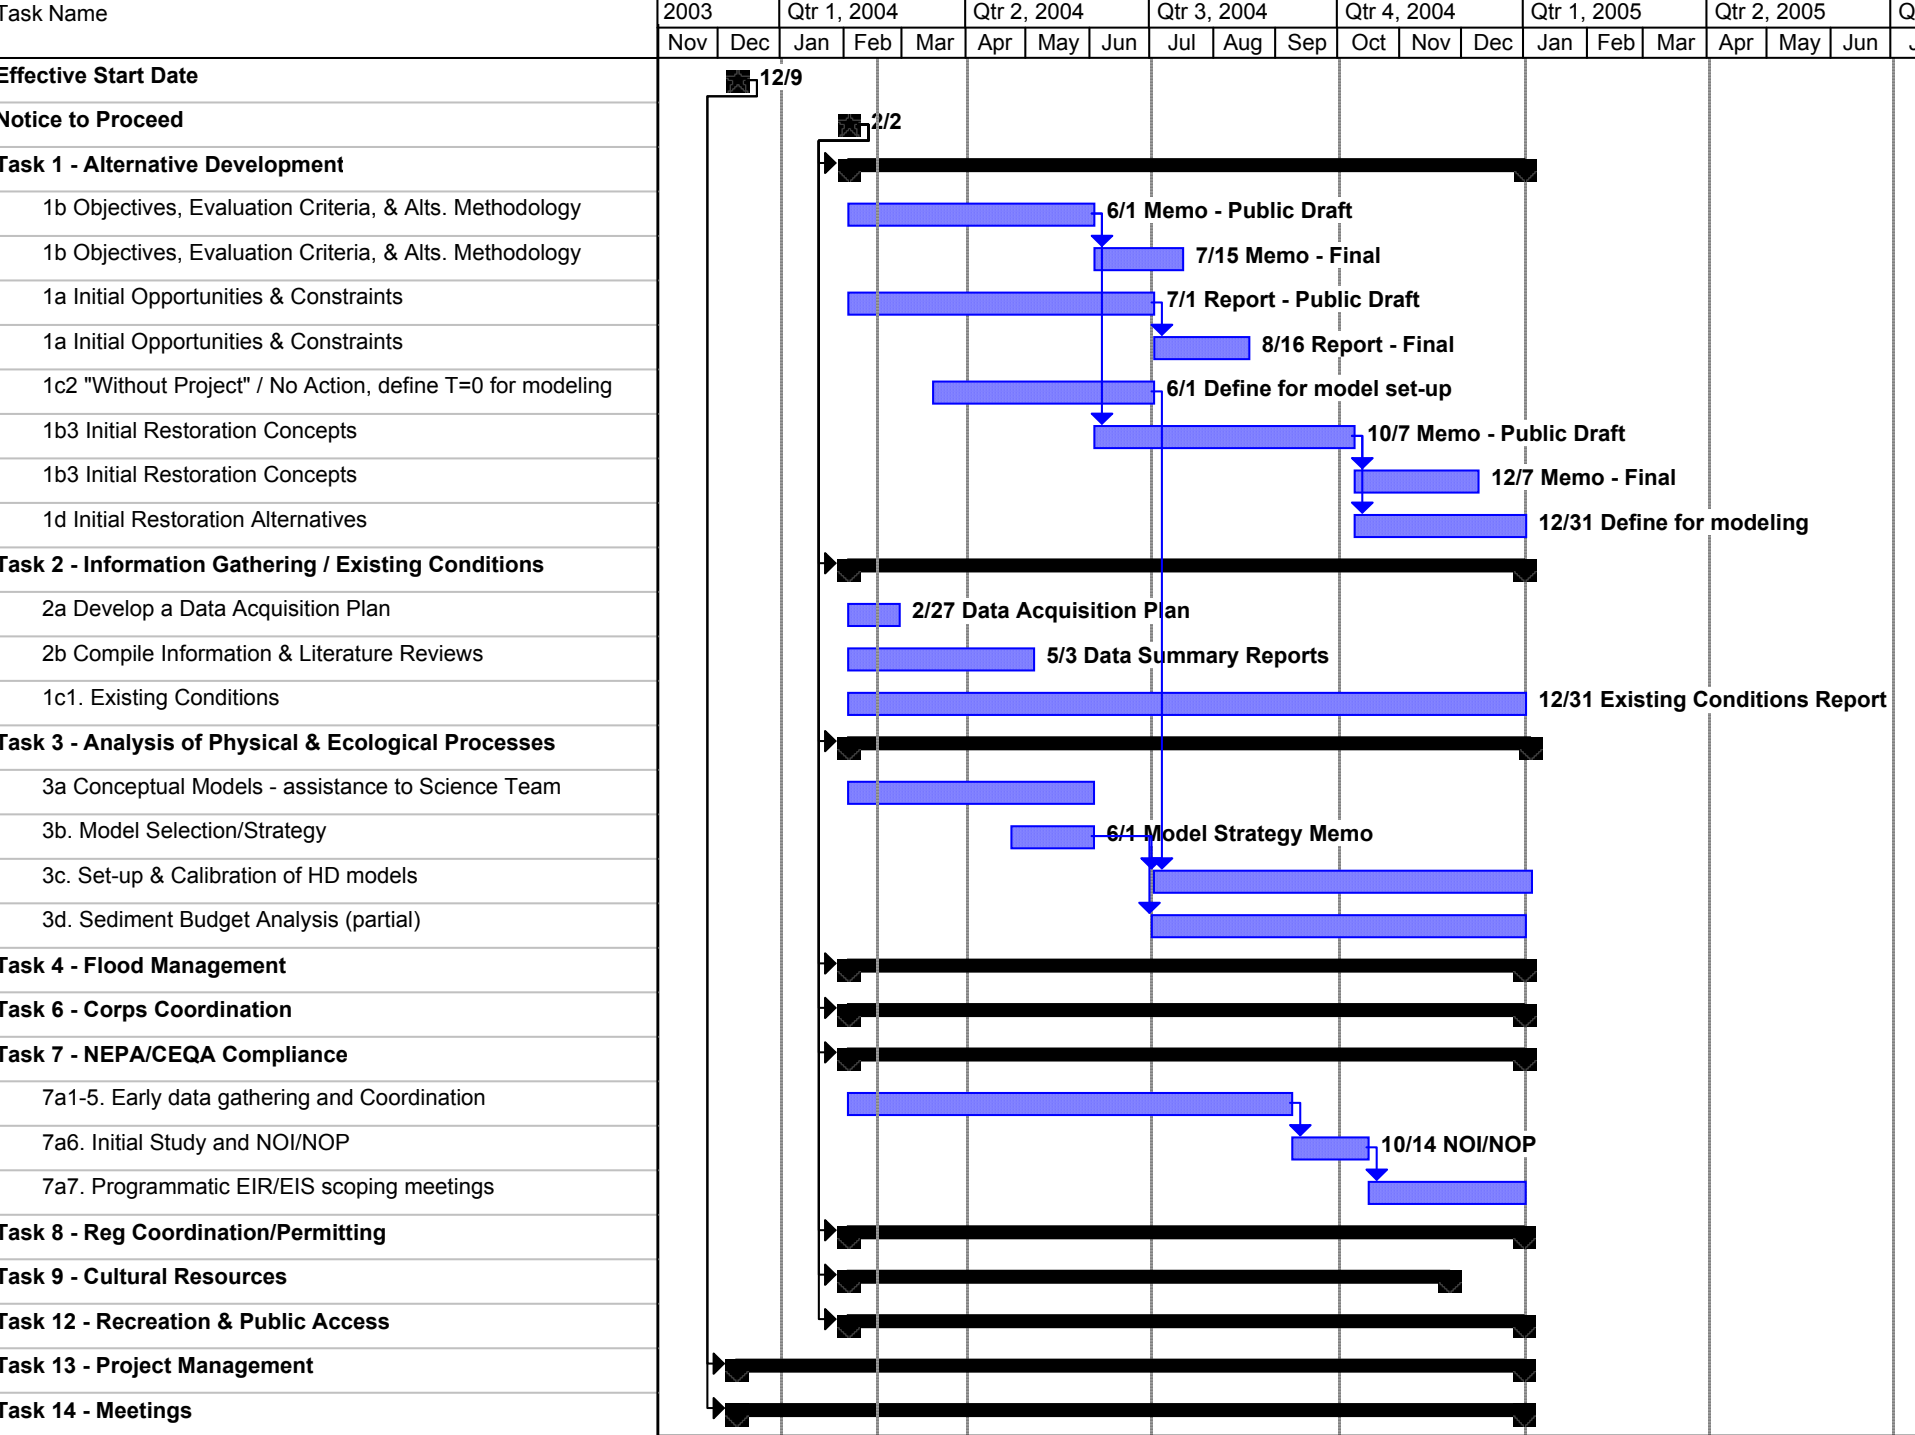 Task Name
2003 Qtr 1, 2004 Qtr 2, 2004 Qtr 3, 2004 Qtr 4, 2004 Qtr 1, 2005 Qtr 2, 2005 Q
Nov Dec Jan Feb Mar Apr May Jun Jul Aug Sep Oct Nov Dec Jan Feb Mar Apr May Jun J
Effective Start Date 12/9
Notice to Proceed 2/2
Task 1 - Alternative Development
1b Objectives, Evaluation Criteria, & Alts. Methodology 6/1 Memo - Public Draft
1b Objectives, Evaluation Criteria, & Alts. Methodology 7/15 Memo - Final
1a Initial Opportunities & Constraints 7/1 Report - Public Draft
1a Initial Opportunities & Constraints 8/16 Report - Final
1c2 "Without Project" / No Action, define T=0 for modeling 6/1 Define for model set-up
1b3 Initial Restoration Concepts 10/7 Memo - Public Draft
1b3 Initial Restoration Concepts 12/7 Memo - Final
1d Initial Restoration Alternatives 12/31 Define for modeling
Task 2 - Information Gathering / Existing Conditions
2a Develop a Data Acquisition Plan 2/27 Data Acquisition Plan
2b Compile Information & Literature Reviews 5/3 Data Summary Reports
1c1. Existing Conditions 12/31 Existing Conditions Report
Task 3 - Analysis of Physical & Ecological Processes
3a Conceptual Models - assistance to Science Team
3b. Model Selection/Strategy 6/1 Model Strategy Memo
3c. Set-up & Calibration of HD models
3d. Sediment Budget Analysis (partial)
Task 4 - Flood Management
Task 6 - Corps Coordination
Task 7 - NEPA/CEQA Compliance
7a1-5. Early data gathering and Coordination
7a6. Initial Study and NOI/NOP 10/14 NOI/NOP
7a7. Programmatic EIR/EIS scoping meetings
Task 8 - Reg Coordination/Permitting
Task 9 - Cultural Resources
Task 12 - Recreation & Public Access
Task 13 - Project Management
Task 14 - Meetings